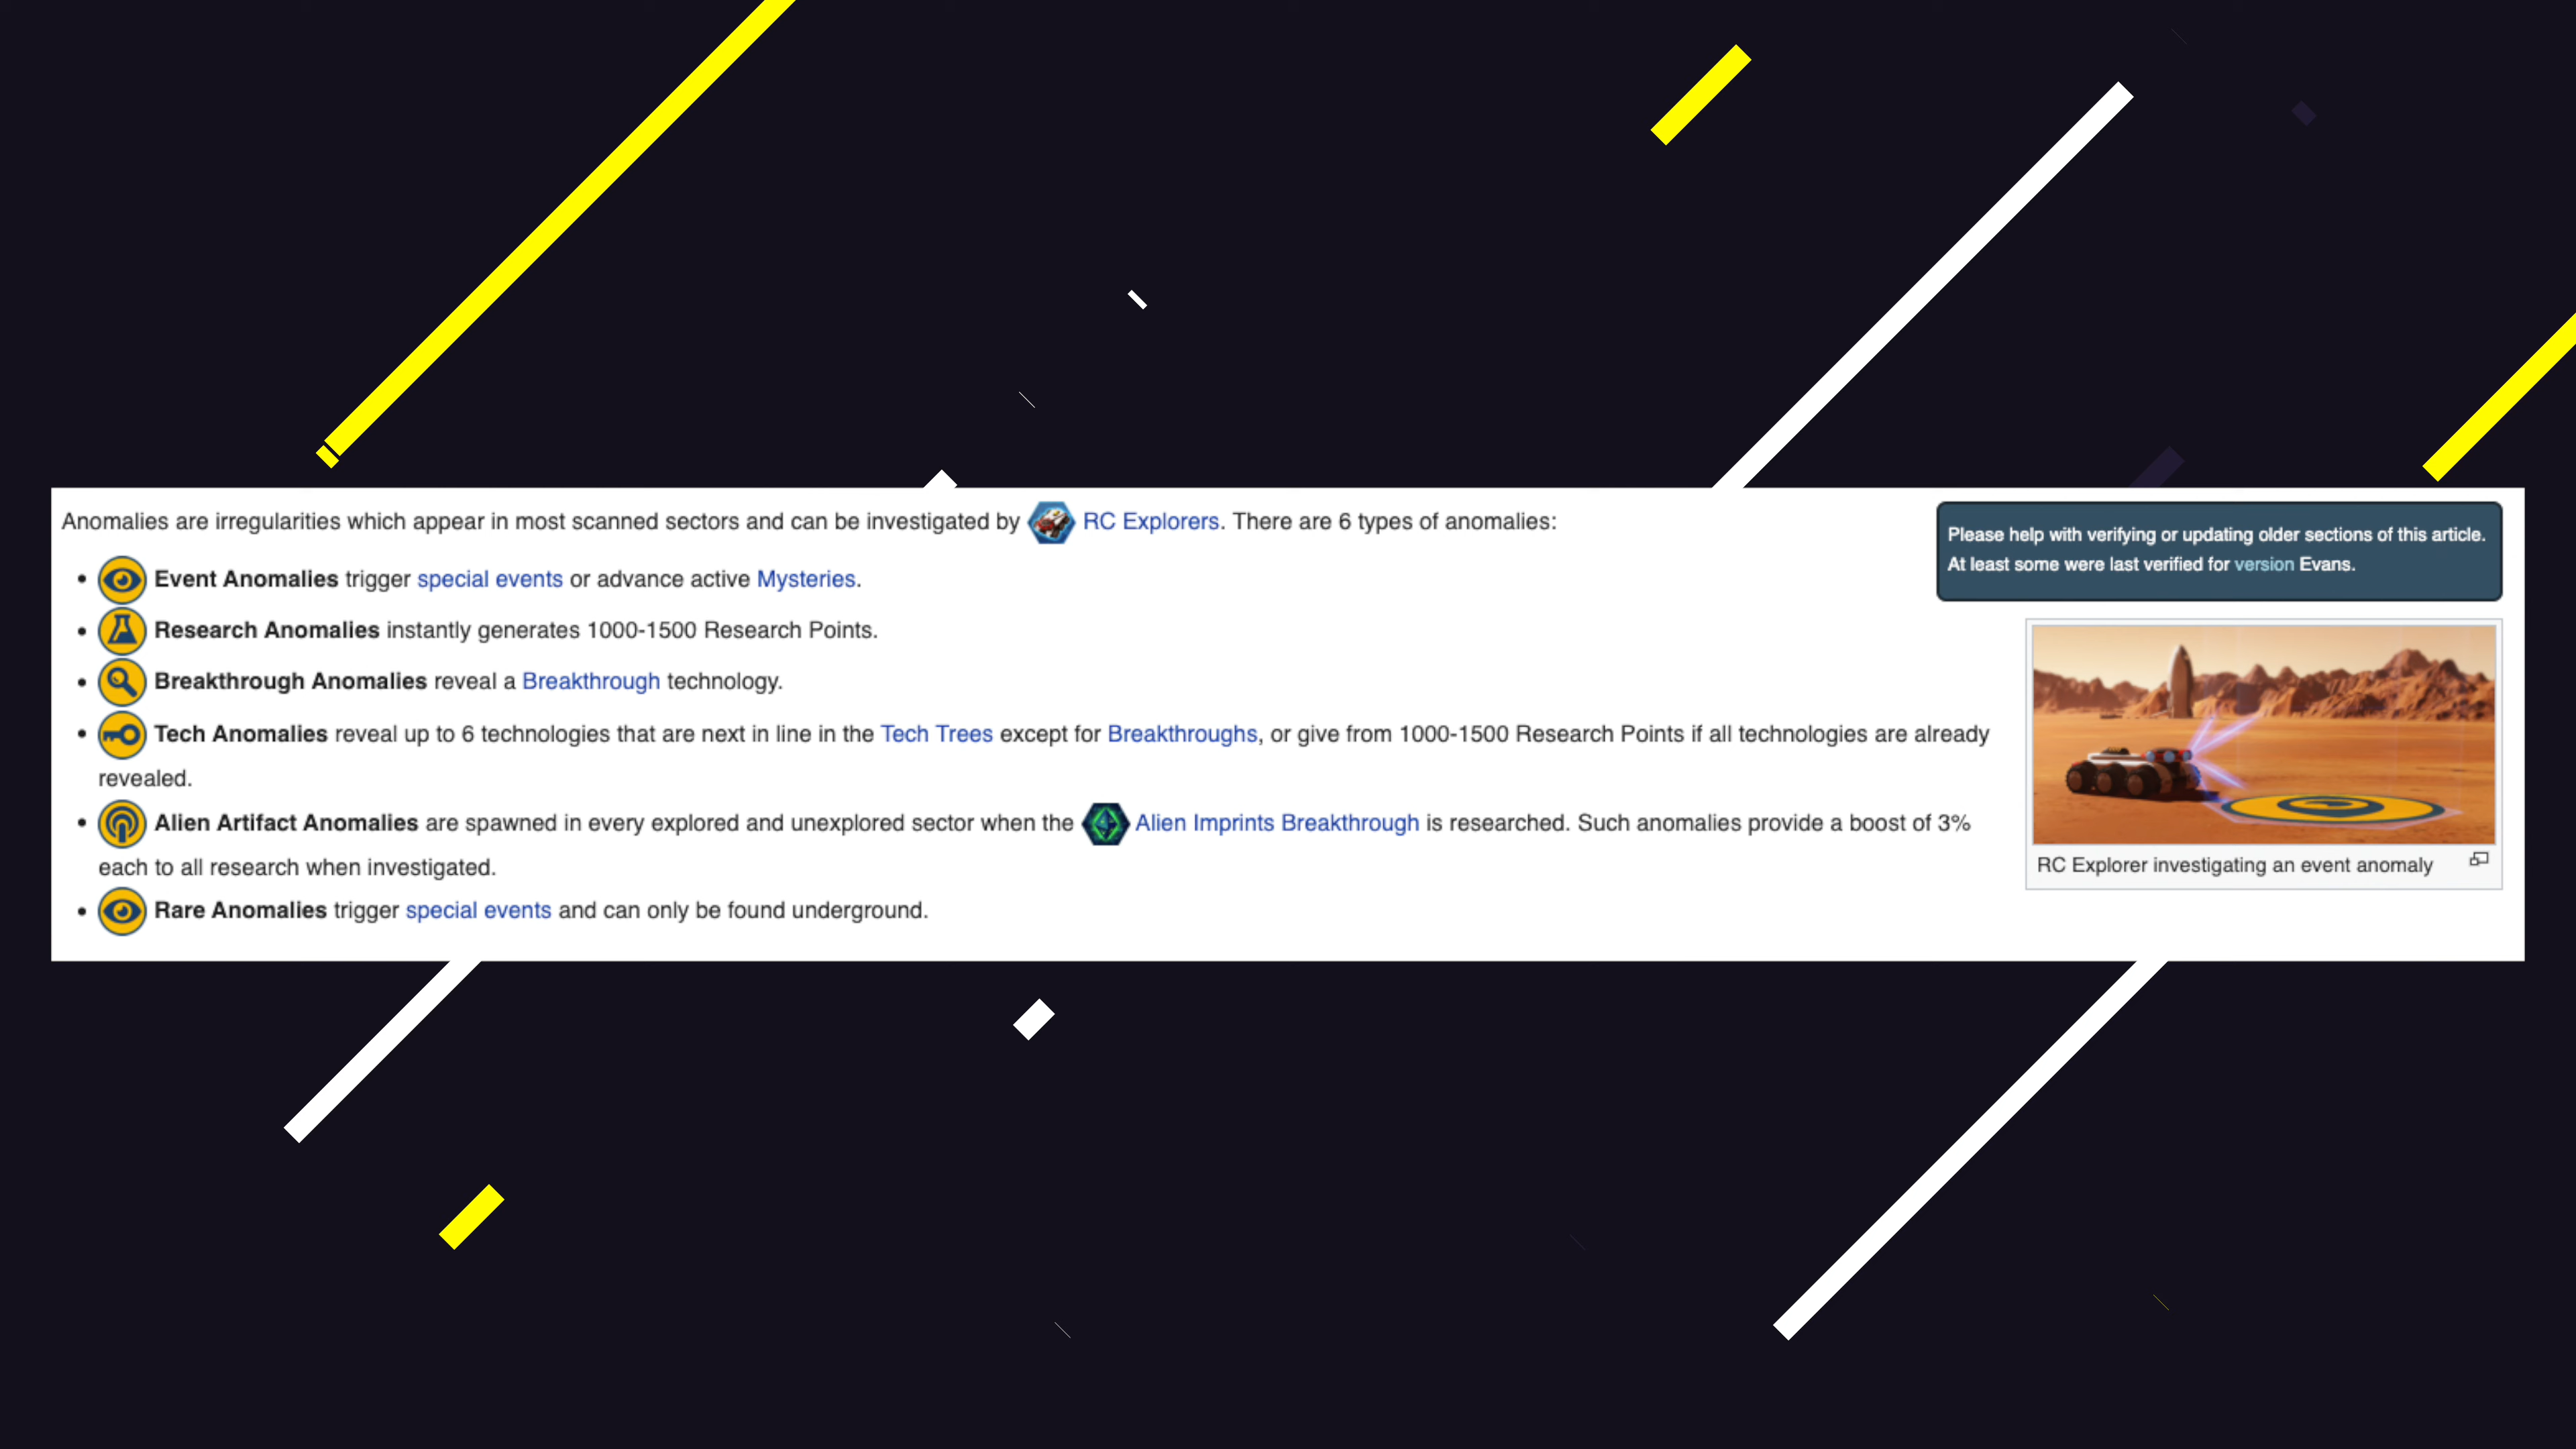 Anomalies are irregularities which appear in most scanned sectors and can be investigated by RC Explorers. There are 6 types of anomalies:
• Event Anomalies trigger special events or advance active Mysteries.
• Research Anomalies instantly generates 1000-1500 Research Points.
• Breakthrough Anomalies reveal a Breakthrough technology.
• Tech Anomalies reveal up to 6 technologies that are next in line in the Tech Trees except for Breakthroughs, or give from 1000-1500 Research Points if all technologies are already
revealed.
• Alien Artifact Anomalies are spawned in every explored and unexplored sector when the Alien Imprints Breakthrough is researched. Such anomalies provide a boost of 3%
each to all research when investigated.
• Rare Anomalies trigger special events and can only be found underground.
Please help with verifying or updating older sections of this article.
At least some were last verified for version Evans.
RC Explorer investigating an event anomaly